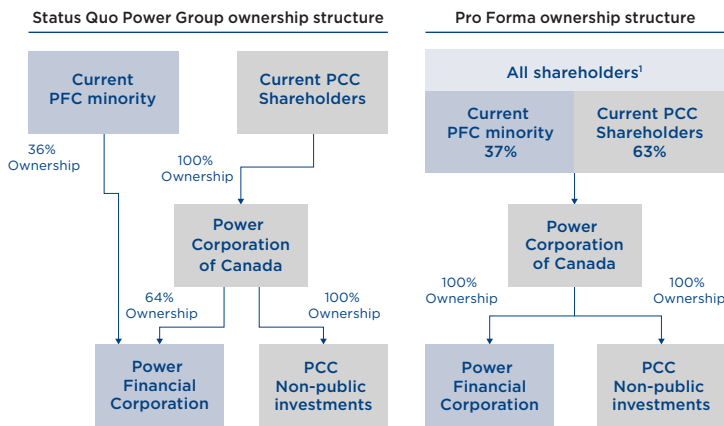 Status Quo Power Group ownership structure
Current
PFC minority
Current PCC
Shareholders
36%
Ownership
100%
Ownership
Power
Corporation
of Canada
64%
Ownership
100%
Ownership
Power
Financial
Corporation
PCC
Non-public
investments
Pro Forma ownership structure
All shareholders¹
Current
PFC minority
37%
Current PCC
Shareholders
63%
Power
Corporation
of Canada
100%
Ownership
100%
Ownership
Power
Financial
Corporation
PCC
Non-public
investments